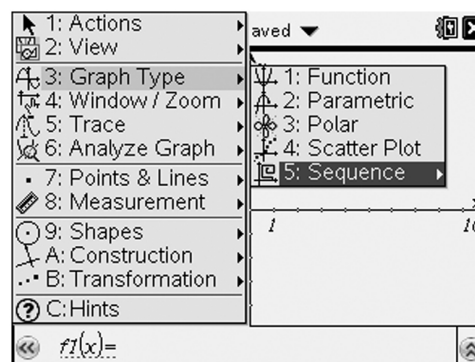 1: Actions
2: View
3: Graph Type
4: Window / Zoom
5: Trace
6: Analyze Graph
7: Points & Lines
8: Measurement
9: Shapes
A: Construction
B: Transformation
C: Hints
aved
1: Function
2: Parametric
3: Polar
4: Scatter Plot
5: Sequence
1
f1(x)=